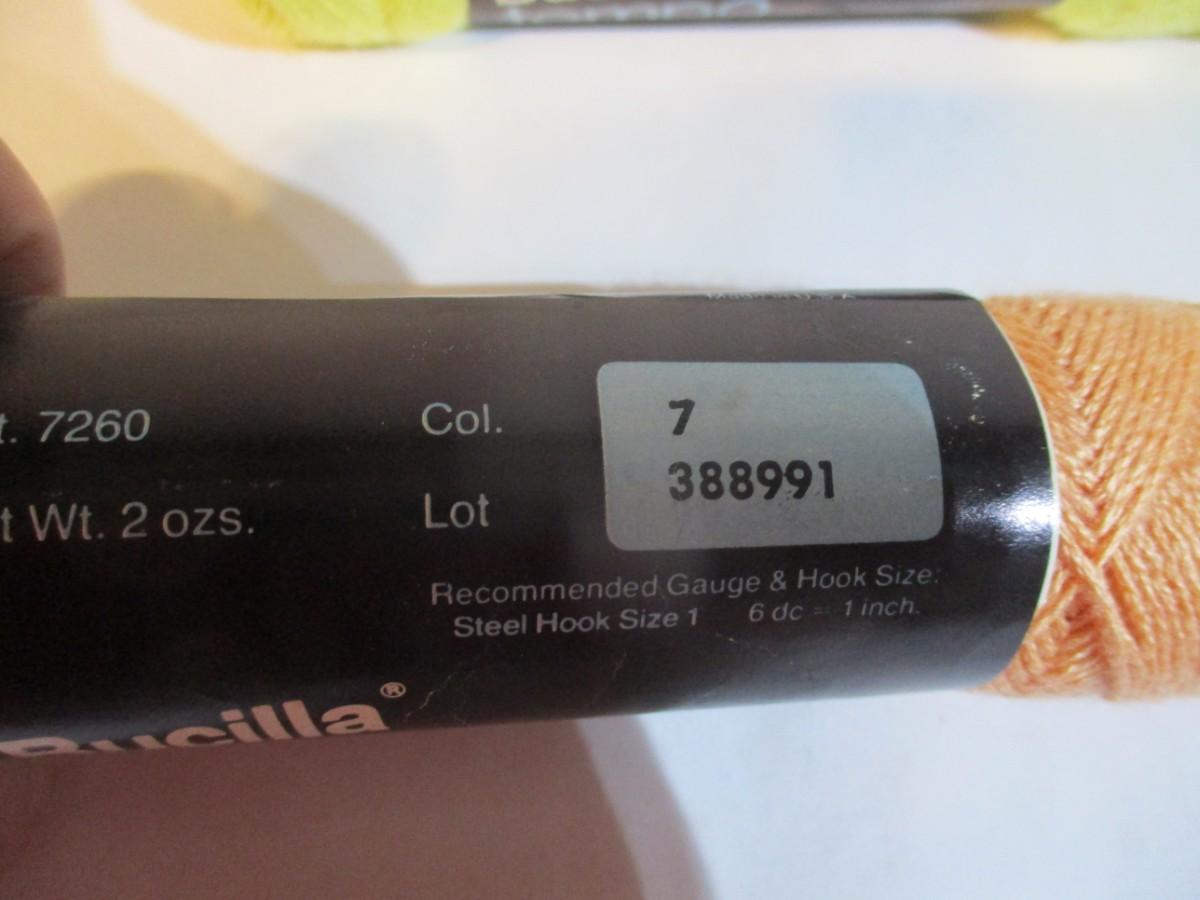 tempo
t. 7260
Col.
7
t Wt. 2 ozs.
Lot
388991
Recommended Gauge & Hook Size:
Steel Hook Size 1 6 dc = 1 inch.
Bucilla®